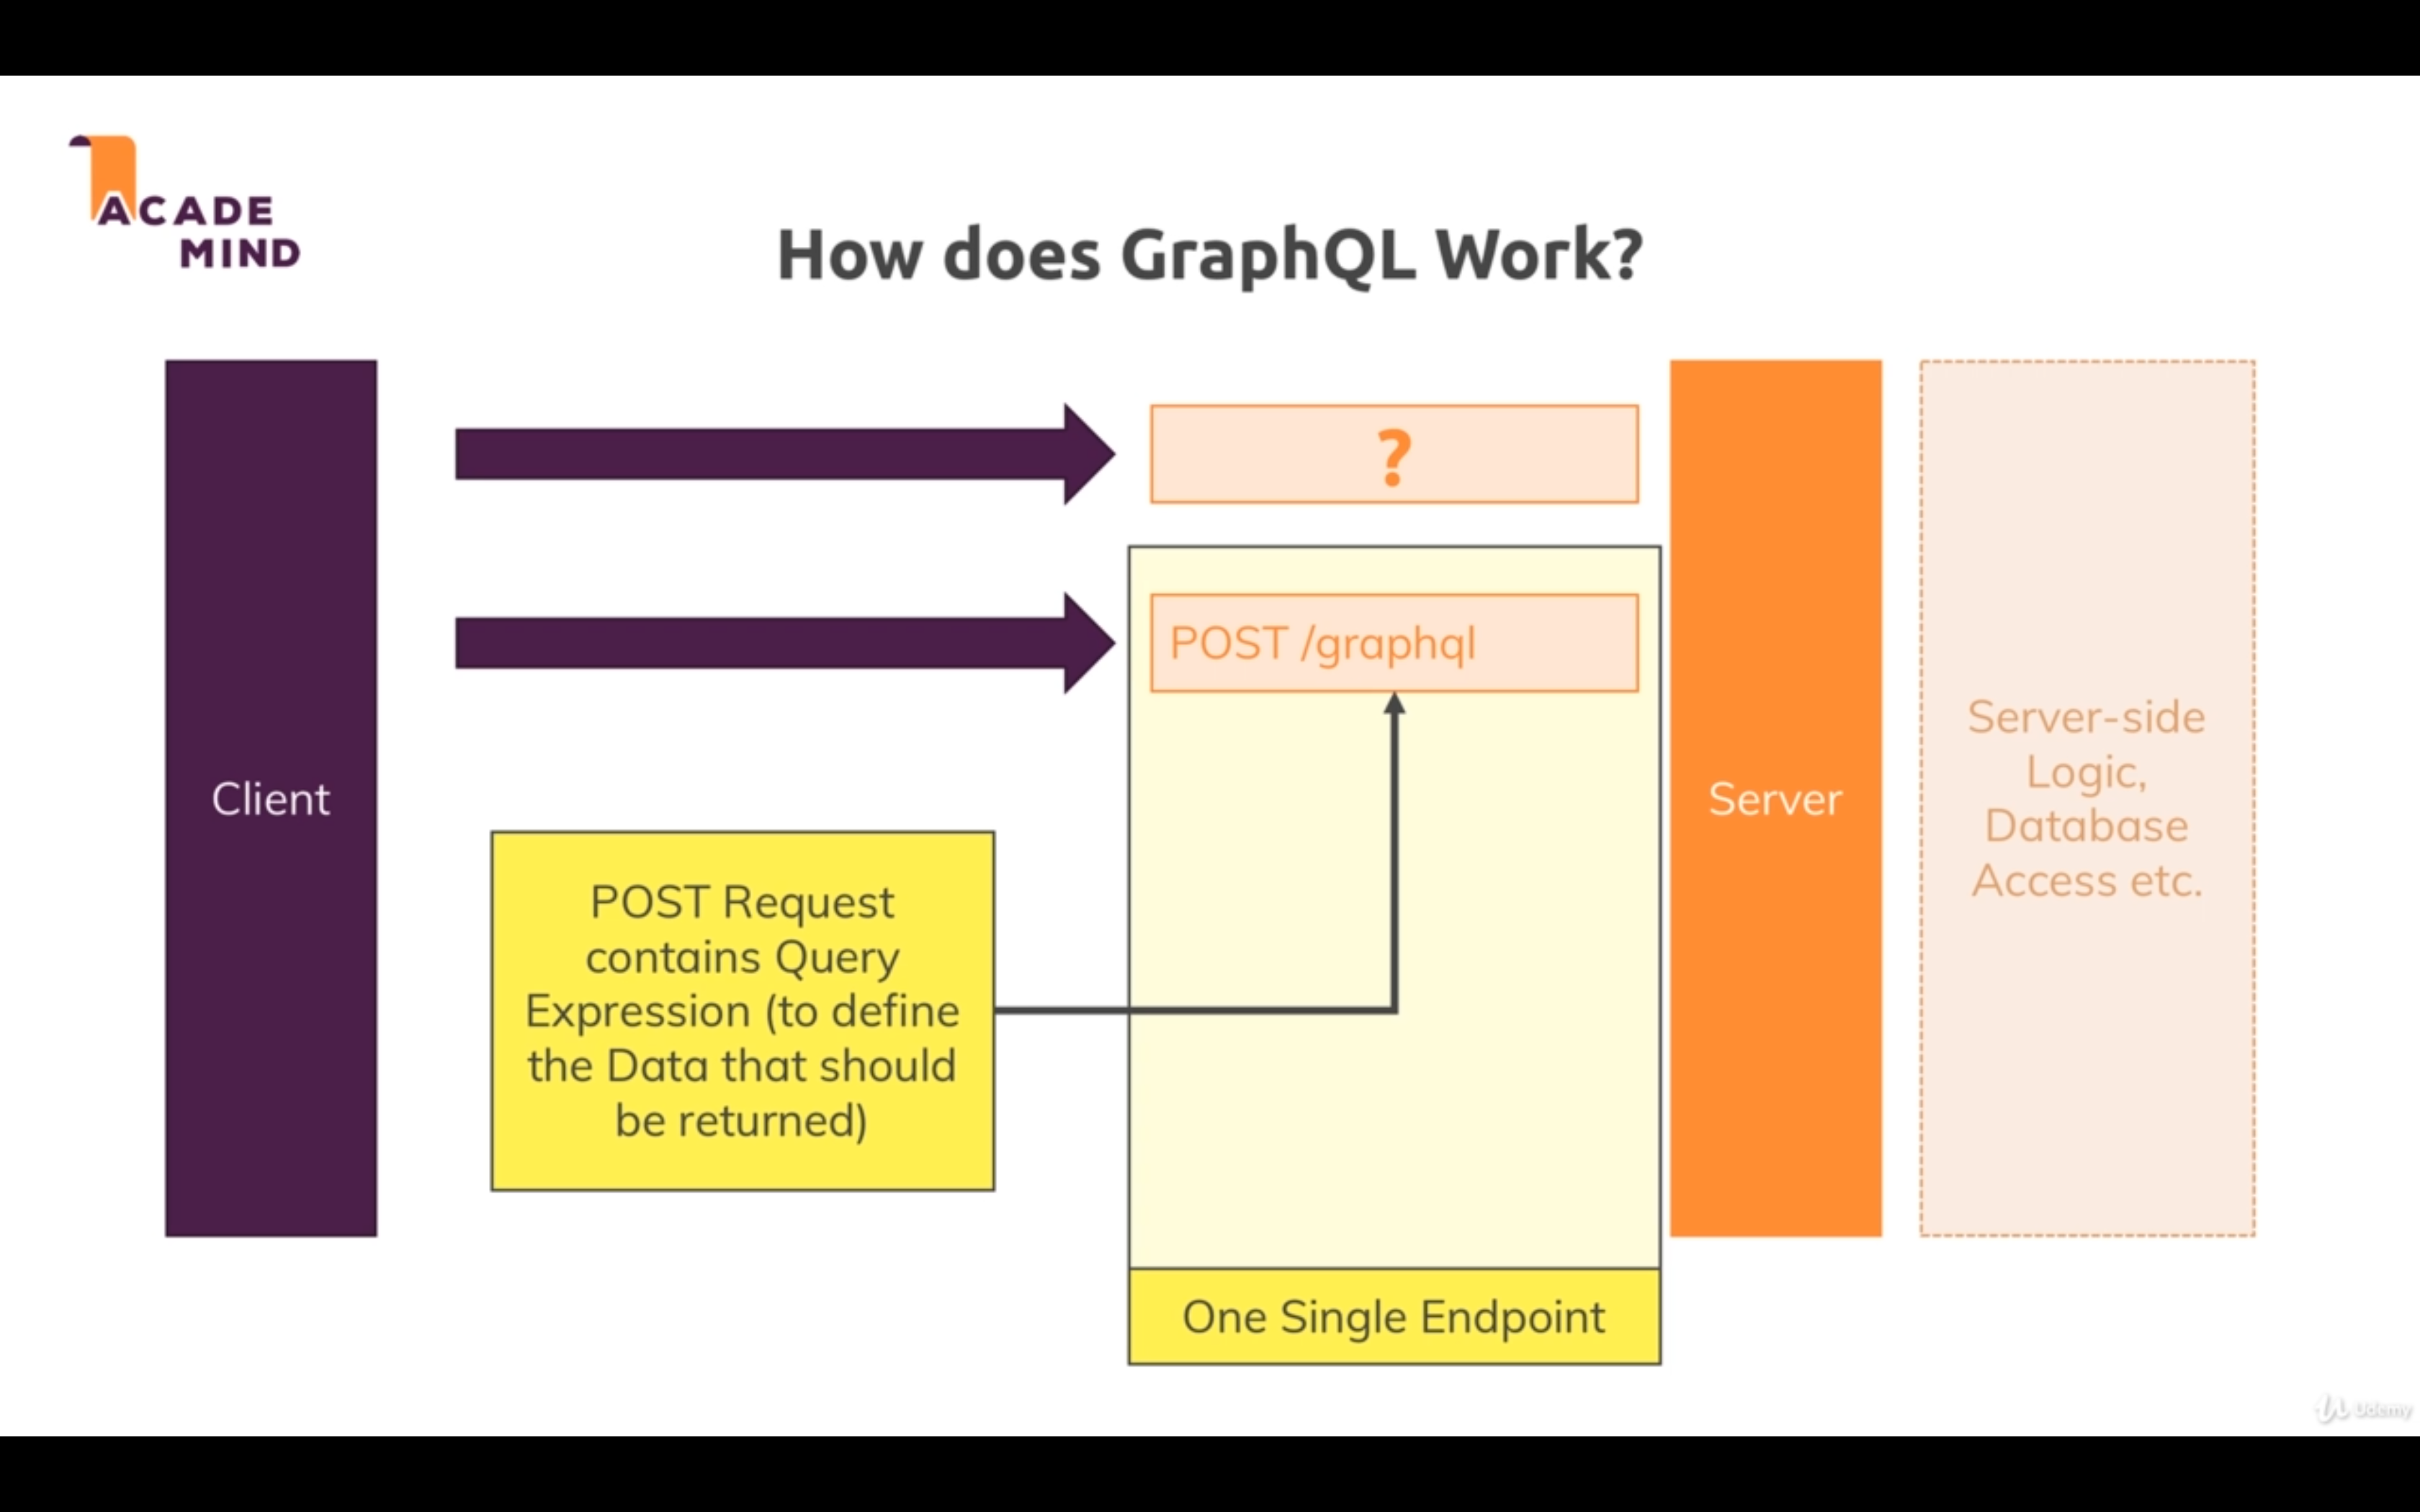 ACADE
MIND
How does GraphQL Work?
?
POST /graphql
Client
POST Request
contains Query
Expression (to define
the Data that should
be returned)
One Single Endpoint
Server
Server-side
Logic,
Database
Access etc.
Udemy